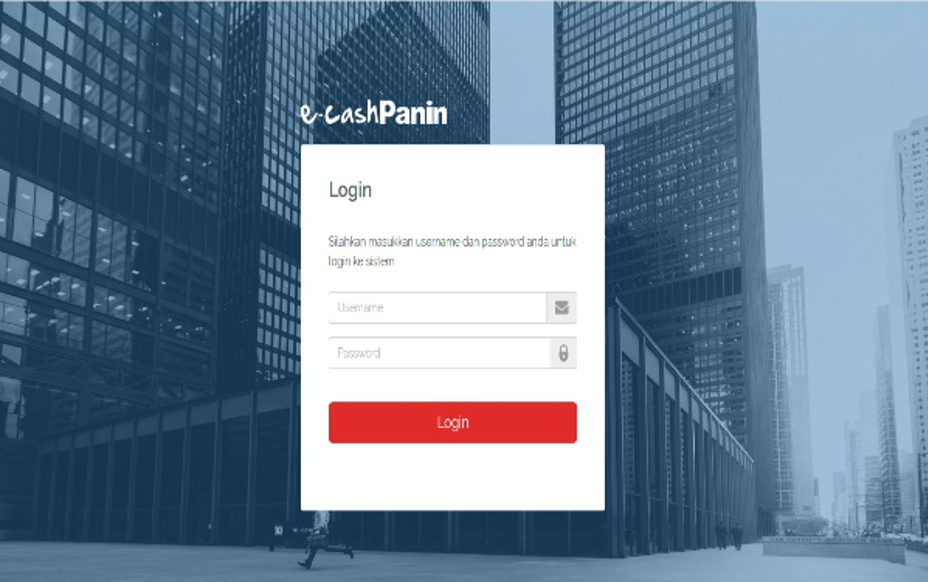 e-cashPanin
Login
Silahkan masukkan username dan password anda untuk
login ke sistem
Username
Password
Login